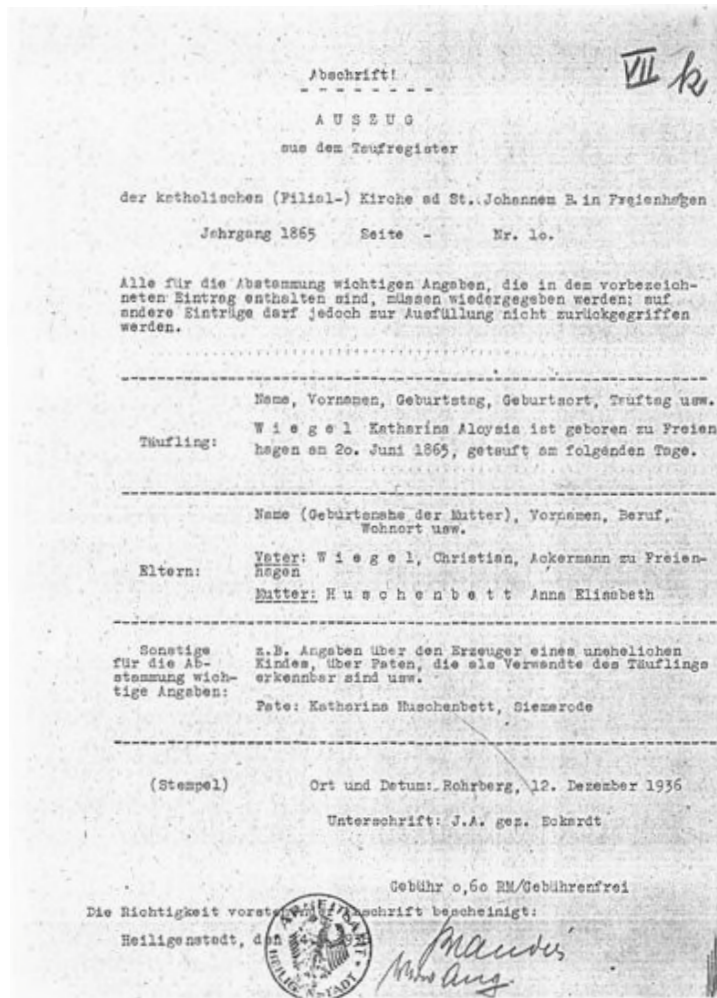 Abschrift!
VII k
A U S Z U G
aus dem Taufregister
der katholischen (Filial-) Kirche ad St. Johannem B. in Freienhagen
Jahrgang 1865 Seite - Nr. 1o.
Alle für die Abstammung wichtigen Angaben, die in dem vorbezeich-
neten Eintrag enthalten sind, müssen wiedergegeben werden; auf
andere Einträge darf jedoch zur Ausfüllung nicht zurückgegriffen
werden.
Name, Vornamen, Geburtstag, Geburtsort, Tauftag usw.
Täufling:
W i e g e l Katharina Aloysia ist geboren zu Freien
hagen am 2o. Juni 1865, getauft am folgenden Tage.
Name (Geburtsname der Mutter), Vornamen, Beruf,
Wohnort usw.
Eltern:
Vater: W i e g e l, Christian, Ackermann zu Freien-
hagen
Mutter: H u s c h e n b e t t Anna Elisabeth
Sonstige
für die Ab-
stammung wich-
tige Angaben:
z.B. Angaben über den Erzeuger eines unehelichen
Kindes, über Paten, die als Verwandte des Täuflings
erkennbar sind usw.
Pate: Katharina Huschenbett, Siemerode
(Stempel) Ort und Datum: Rohrberg, 12. Dezember 1936
Unterschrift: J.A. gez. Eckardt
Gebühr o,6o RM/Gebührenfrei
Die Richtigkeit Abschrift bescheinigt:
Heiligenstadt, den